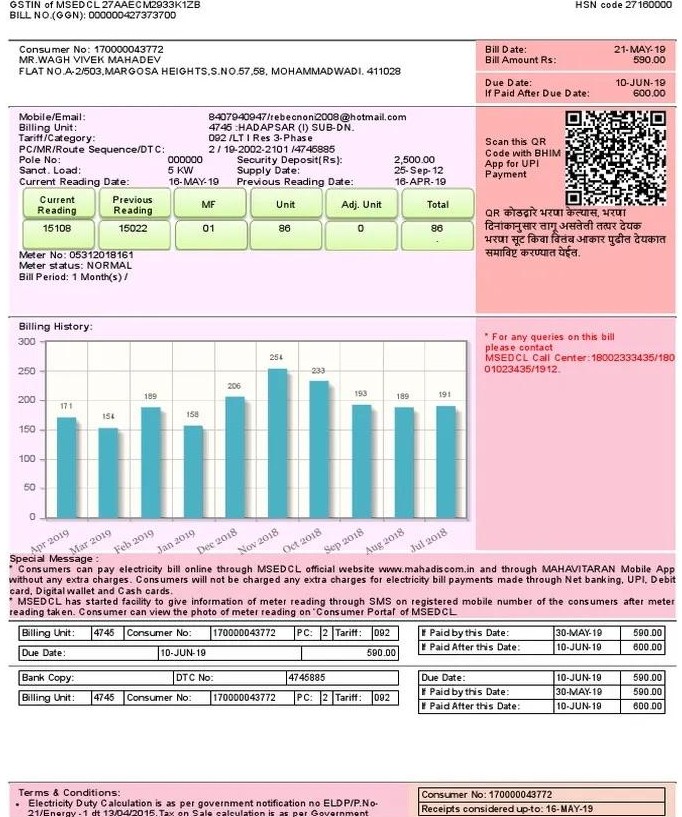 GSTIN of MSEDCL 27AAECM2933K1ZB HSN code 27160000
BILL NO.(GGN): 000000427373700
Consumer No: 170000043772
MR.WAGH VIVEK MAHADEV
FLAT NO.A-2/503,MARGOSA HEIGHTS,S.NO.57,58, MOHAMMADWADI. 411028
Bill Date: 21-MAY-19
Bill Amount Rs: 590.00
Due Date: 10-JUN-19
If Paid After Due Date: 600.00
Mobile/Email: 8407940947/rebecnoni2008@hotmail.com
Billing Unit: 4745 :HADAPSAR (I) SUB-DN.
Tariff/Category: 092 /LT I Res 3-Phase
PC/MR/Route Sequence/DTC: 2 / 19-2002-2101 /4745885
Pole No: 000000 Security Deposit(Rs): 2,500.00
Sanct. Load: 5 KW Supply Date: 25-Sep-12
Current Reading Date: 16-MAY-19 Previous Reading Date: 16-APR-19
Current Reading Previous Reading MF Unit Adj. Unit Total
15108 15022 01 86 0 86
Meter No: 05312018161
Meter status: NORMAL
Bill Period: 1 Month(s) /
Scan this QR
Code with BHIM
App for UPI
Payment
QR कोडद्वारे भरणा केल्यास, भरणा
दिनांकानुसार लागू असलेली तत्पर देयक
भरणा सूट किंवा विलंब आकार पुढील देयकात
समाविष्ट करण्यात येईल.
Billing History:
300
250
200
150
100
50
0
171 154 189 158 206 254 233 193 189 191
Apr 2019 Mar 2019 Feb 2019 Jan 2019 Dec 2018 Nov 2018 Oct 2018 Sep 2018 Aug 2018 Jul 2018
* For any queries on this bill
please contact
MSEDCL Call Center:18002333435/180
01023435/1912.
Special Message :
* Consumers can pay electricity bill online through MSEDCL official website www.mahadiscom.in and through MAHAVITARAN Mobile App
without any extra charges. Consumers will not be charged any extra charges for electricity bill payments made through Net banking, UPI, Debit
card, Digital wallet and Cash cards.
* MSEDCL has started facility to give information of meter reading through SMS on registered mobile number of the consumers after meter
reading taken. Consumer can view the photo of meter reading on 'Consumer Portal' of MSEDCL.
Billing Unit: 4745 Consumer No: 170000043772 PC: 2 Tariff: 092
Due Date: 10-JUN-19 590.00
If Paid by this Date: 30-MAY-19 590.00
If Paid After this Date: 10-JUN-19 600.00
Bank Copy: DTC No: 4745885
Billing Unit: 4745 Consumer No: 170000043772 PC: 2 Tariff: 092
Due Date: 10-JUN-19 590.00
If Paid by this Date: 30-MAY-19 590.00
If Paid After this Date: 10-JUN-19 600.00
Terms & Conditions:
• Electricity Duty Calculation is as per government notification no ELDP/P.No-
21/Energy -1 dt 13/04/2015.Tax on Sale calculation is as per Government
Consumer No: 170000043772
Receipts considered up-to: 16-MAY-19